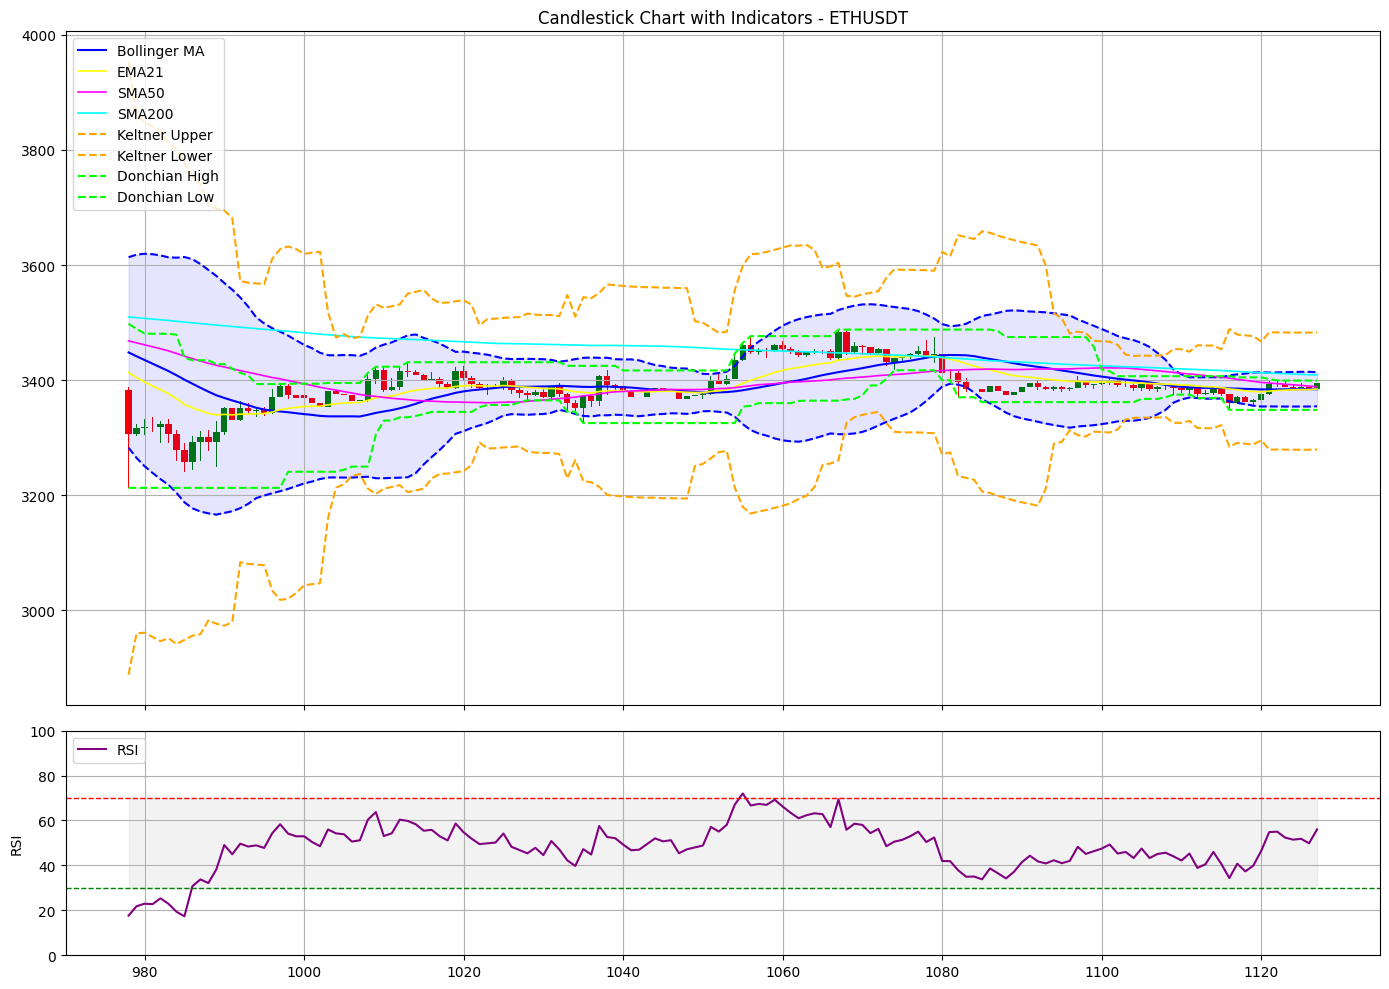 Candlestick Chart with Indicators - ETHUSDT
4000
3800
3600
3400
3200
3000
Bollinger MA
EMA21
SMA50
SMA200
Keltner Upper
Keltner Lower
Donchian High
Donchian Low
100
80
60
40
20
0
RSI
RSI
980
1000
1020
1040
1060
1080
1100
1120